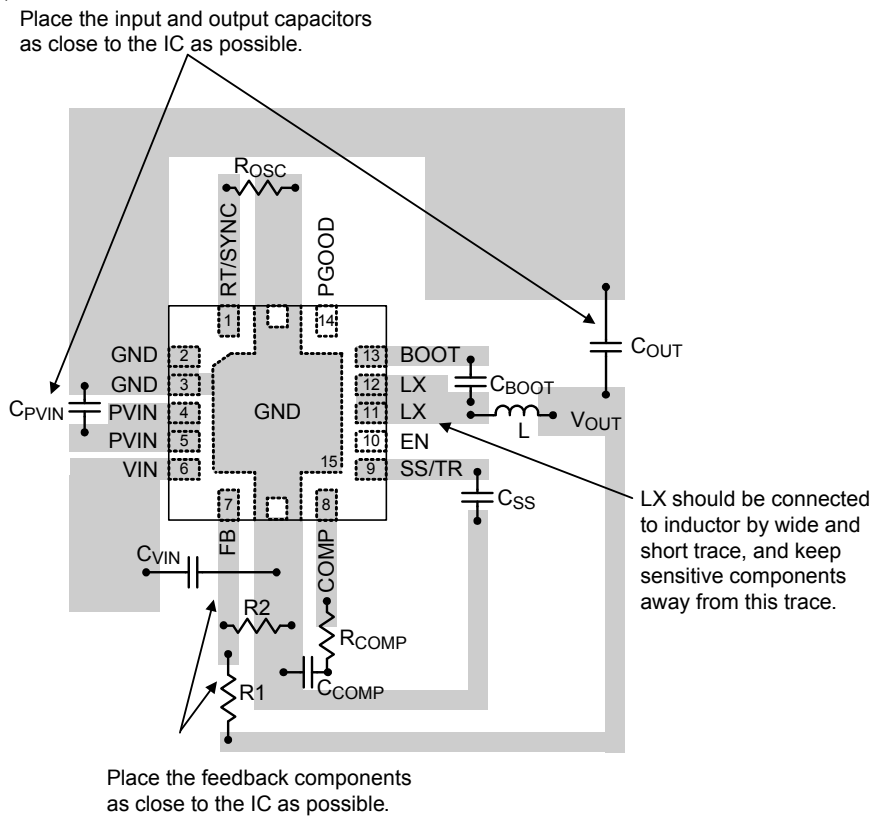 Place the input and output capacitors
as close to the IC as possible.
ROSC
RT/SYNC
PGOOD
1
14
GND 2
13 BOOT
GND 3
12 LX
CPVIN
PVIN 4
11 LX
PVIN 5
10 EN
VIN 6
9 SS/TR
GND
15
7
8
FB
COMP
CBOOT
L
COUT
VOUT
CSS
LX should be connected
to inductor by wide and
short trace, and keep
sensitive components
away from this trace.
CVIN
R2
RCOMP
CCOMP
R1
Place the feedback components
as close to the IC as possible.